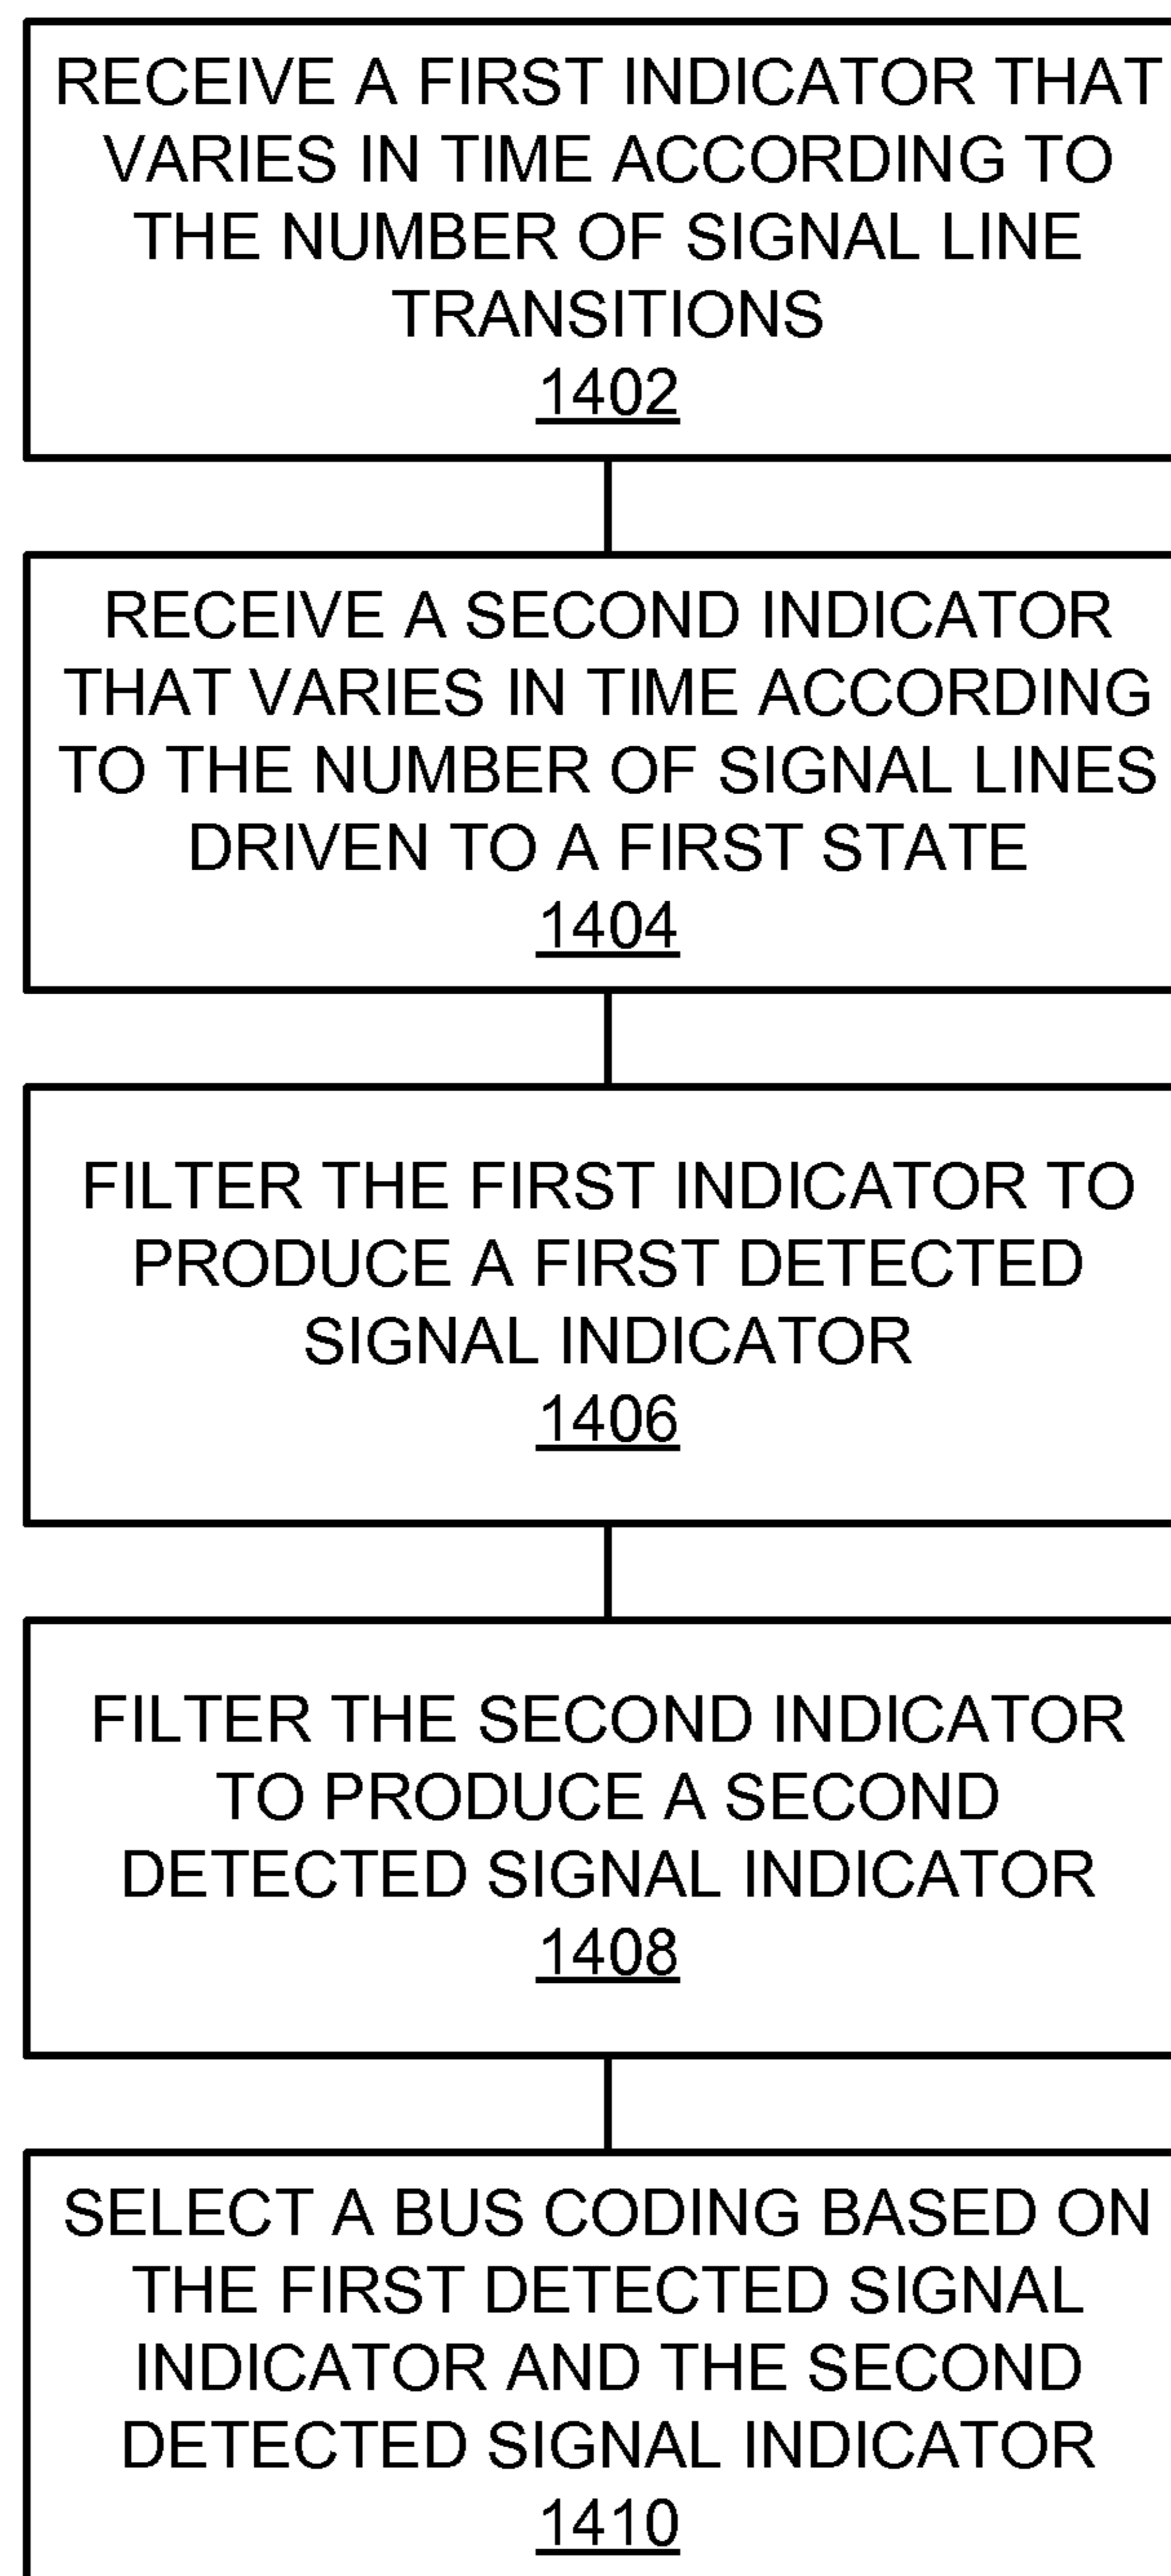 RECEIVE A FIRST INDICATOR THAT
VARIES IN TIME ACCORDING TO
THE NUMBER OF SIGNAL LINE
TRANSITIONS
1402
RECEIVE A SECOND INDICATOR
THAT VARIES IN TIME ACCORDING
TO THE NUMBER OF SIGNAL LINES
DRIVEN TO A FIRST STATE
1404
FILTER THE FIRST INDICATOR TO
PRODUCE A FIRST DETECTED
SIGNAL INDICATOR
1406
FILTER THE SECOND INDICATOR
TO PRODUCE A SECOND
DETECTED SIGNAL INDICATOR
1408
SELECT A BUS CODING BASED ON
THE FIRST DETECTED SIGNAL
INDICATOR AND THE SECOND
DETECTED SIGNAL INDICATOR
1410